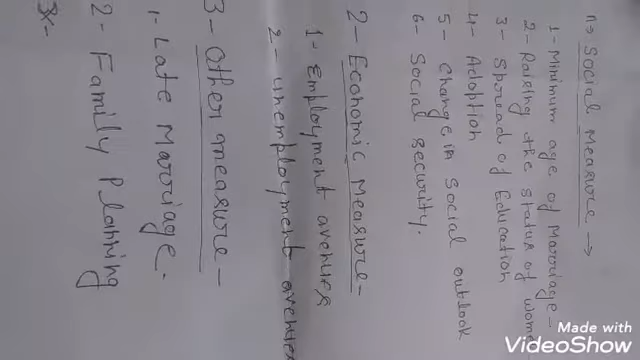 n⇒ Social Measure →
1- Minimum age of Marriage-
2- Raising the status of wome
3- Spread of Education
4- Adoption
5- Change in Social outlook
6- Social security.
2- Economic Measure-
1- Employment avenues
2- unemployment avenues
3- Other measure-
1- Late Marriage.
2- Family Planning
3-
Made with
VideoShow